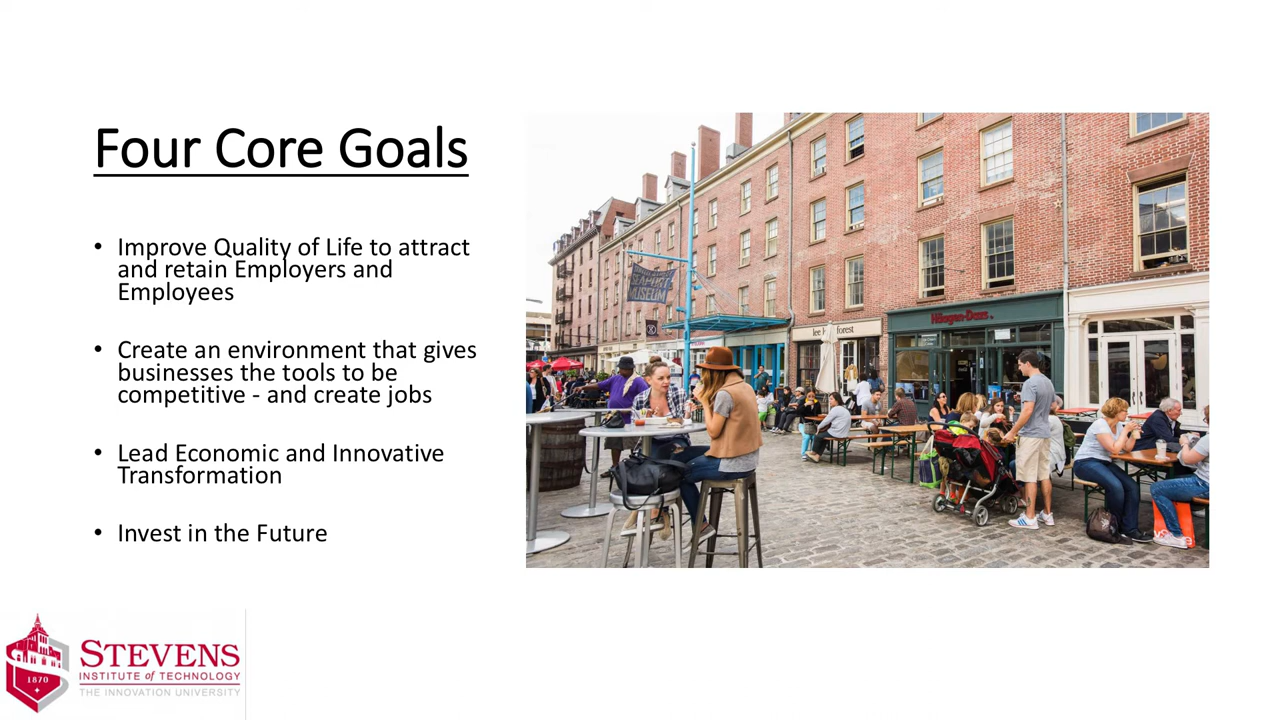 Four Core Goals
• Improve Quality of Life to attract
and retain Employers and
Employees
• Create an environment that gives
businesses the tools to be
competitive - and create jobs
• Lead Economic and Innovative
Transformation
• Invest in the Future
SEAPORT
MUSEUM
forest
Häagen-Dazs
STEVENS
INSTITUTE of TECHNOLOGY
THE INNOVATION UNIVERSITY
1870